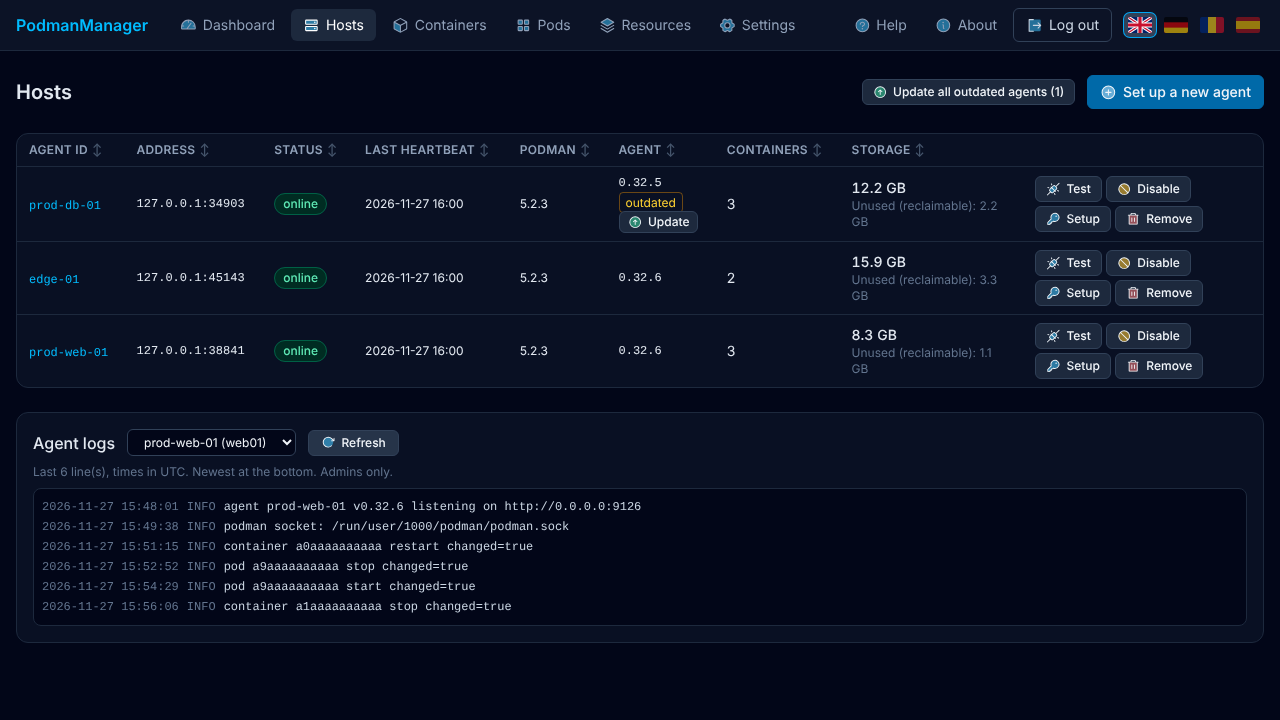 PodmanManager Dashboard Hosts Containers Pods Resources Settings Help About Log out
Hosts Update all outdated agents (1) Set up a new agent
AGENT ID ADDRESS STATUS LAST HEARTBEAT PODMAN AGENT CONTAINERS STORAGE
prod-db-01 127.0.0.1:34903 online 2026-11-27 16:00 5.2.3 0.32.5 outdated Update 3 12.2 GB Unused (reclaimable): 2.2 GB Test Disable Setup Remove
edge-01 127.0.0.1:45143 online 2026-11-27 16:00 5.2.3 0.32.6 2 15.9 GB Unused (reclaimable): 3.3 GB Test Disable Setup Remove
prod-web-01 127.0.0.1:38841 online 2026-11-27 16:00 5.2.3 0.32.6 3 8.3 GB Unused (reclaimable): 1.1 GB Test Disable Setup Remove
Agent logs prod-web-01 (web01) Refresh
Last 6 line(s), times in UTC. Newest at the bottom. Admins only.
2026-11-27 15:48:01 INFO agent prod-web-01 v0.32.6 listening on http://0.0.0.0:9126
2026-11-27 15:49:38 INFO podman socket: /run/user/1000/podman/podman.sock
2026-11-27 15:51:15 INFO container a0aaaaaaaaaa restart changed=true
2026-11-27 15:52:52 INFO pod a9aaaaaaaaaa stop changed=true
2026-11-27 15:54:29 INFO pod a9aaaaaaaaaa start changed=true
2026-11-27 15:56:06 INFO container a1aaaaaaaaaa stop changed=true